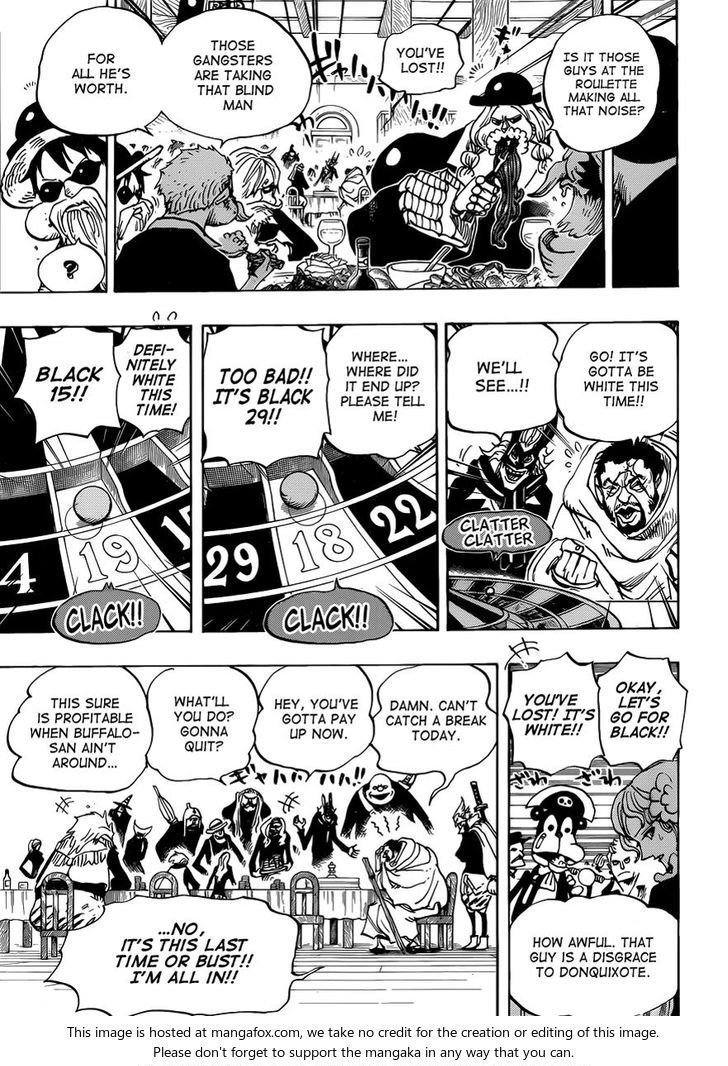 IS IT THOSE
GUYS AT THE
ROULETTE
MAKING ALL
THAT NOISE?
YOU'VE
LOST!!
THOSE
GANGSTERS
ARE TAKING
THAT BLIND
MAN
FOR
ALL HE'S
WORTH.
?
GO! IT'S
GOTTA BE
WHITE THIS
TIME!!
WE'LL
SEE...!!
CLATTER
CLATTER
WHERE...
WHERE DID
IT END UP?
PLEASE TELL
ME!
TOO BAD!!
IT'S BLACK
29!!
29
18
22
CLACK!!
DEFI-
NITELY
WHITE
THIS
TIME!
BLACK
15!!
4
19
15
CLACK!!
OKAY,
LET'S
GO FOR
BLACK!!
YOU'VE
LOST! IT'S
WHITE!!
ざわ
ざわ
HOW AWFUL. THAT
GUY IS A DISGRACE
TO DONQUIXOTE.
DAMN. CAN'T
CATCH A BREAK
TODAY.
HEY, YOU'VE
GOTTA PAY
UP NOW.
WHAT'LL
YOU DO?
GONNA
QUIT?
THIS SURE
IS PROFITABLE
WHEN BUFFALO-
SAN AIN'T
AROUND...
...NO,
IT'S THIS LAST
TIME OR BUST!!
I'M ALL IN!!
This image is hosted at mangafox.com, we take no credit for the creation or editing of this image.
Please don't forget to support the mangaka in any way that you can.